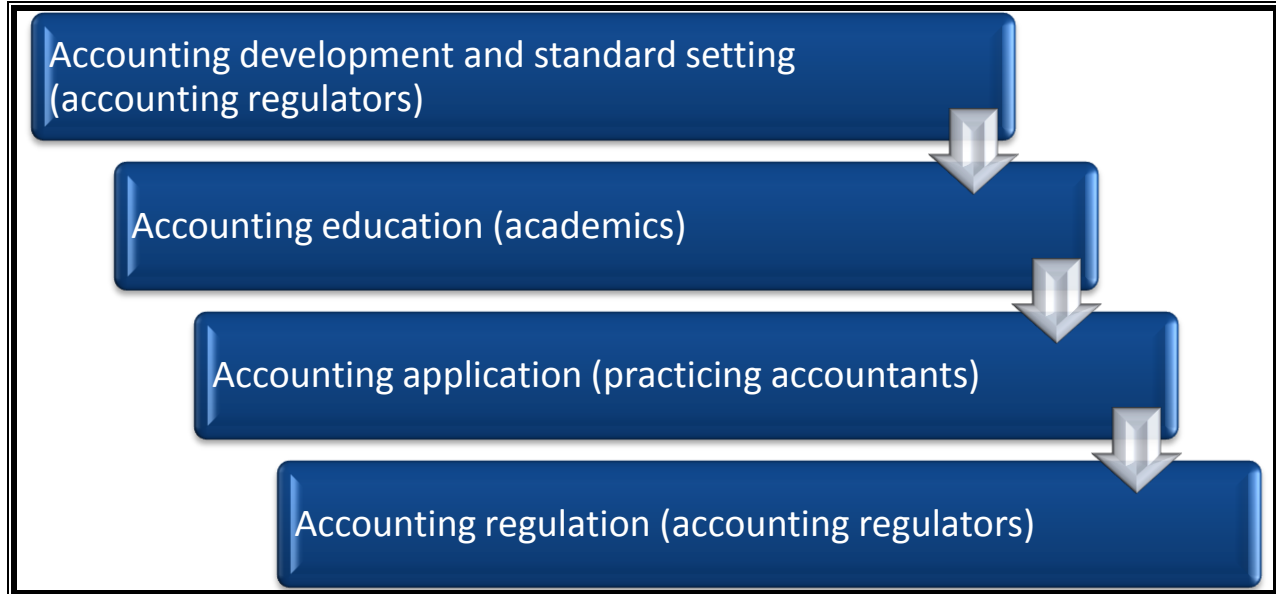 Accounting development and standard setting
(accounting regulators)
Accounting education (academics)
Accounting application (practicing accountants)
Accounting regulation (accounting regulators)